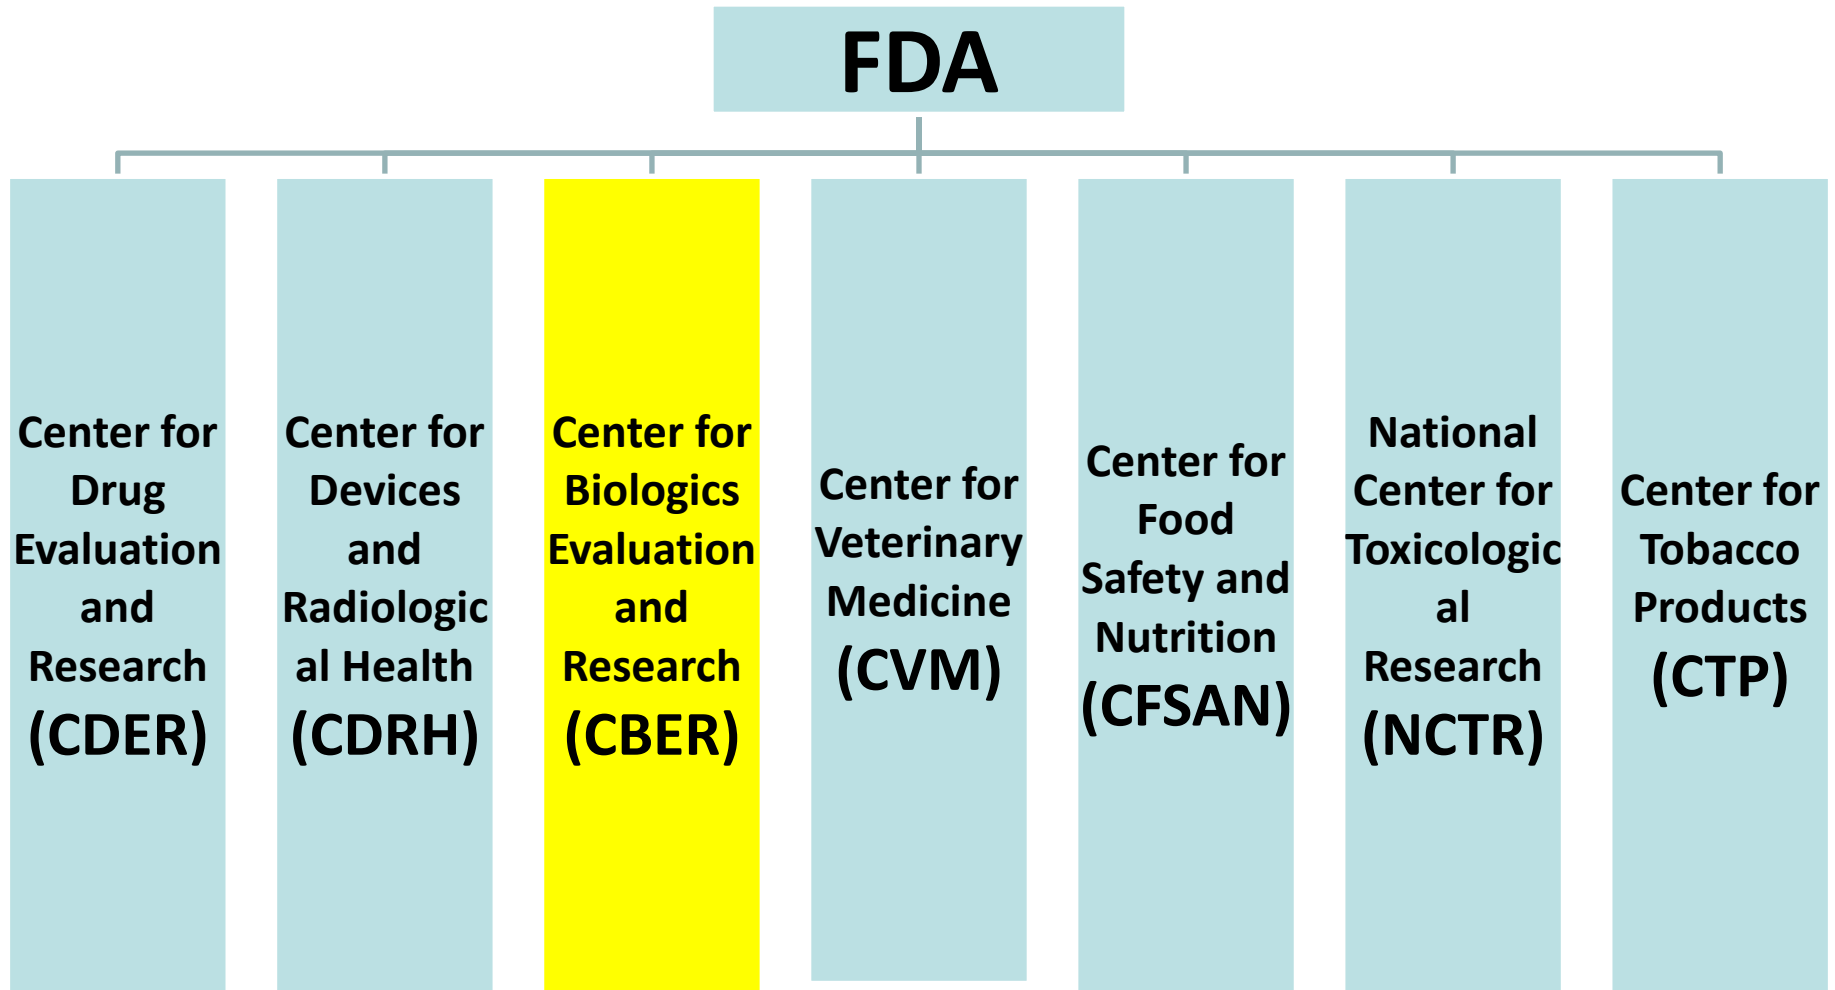 FDA
Center for
Drug
Evaluation
and
Research
(CDER)
Center for
Devices
and
Radiologic
al Health
(CDRH)
Center for
Biologics
Evaluation
and
Research
(CBER)
Center for
Veterinary
Medicine
(CVM)
Center for
Food
Safety and
Nutrition
(CFSAN)
National
Center for
Toxicologic
al
Research
(NCTR)
Center for
Tobacco
Products
(CTP)